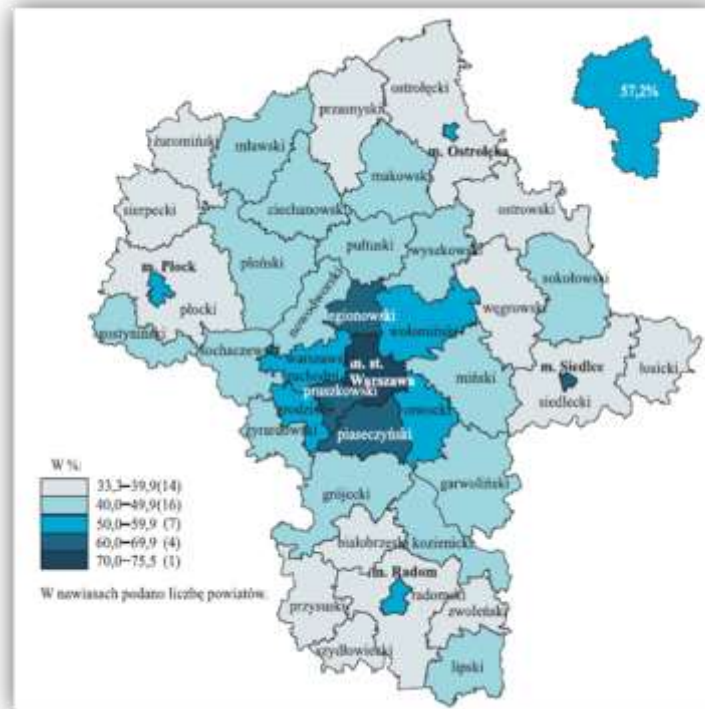 57,2%
ostrołęcki
przasnyski
m. Ostrołęka
żuromiński
mławski
makowski
ciechanowski
ostrowski
sierpecki
pułtuski
wyszkowski
sokołowski
płoński
m. Płock
nowodworski
płocki
legionowski
węgrowski
wołomiński
gostyniński
sochaczewski
warszawski
zachodni
m. st.
Warszawa
miński
m. Siedlce
łosicki
pruszkowski
siedlecki
grodziski
otwocki
żyrardowski
piaseczyński
W %:
33,3–39,9(14)
40,0–49,9(16)
50,0–59,9 (7)
60,0–69,9 (4)
70,0–75,5 (1)
garwoliński
grójecki
białobrzeski
kozienicki
W nawiasach podano liczbę powiatów.
m. Radom
radomski
przysuski
zwoleński
szydłowiecki
lipski